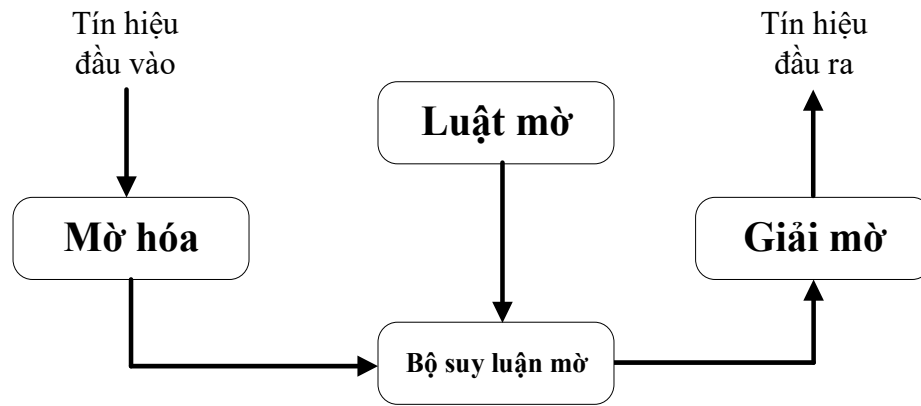 Tín hiệu
đầu vào
Tín hiệu
đầu ra
Luật mờ
Mờ hóa
Giải mờ
Bộ suy luận mờ